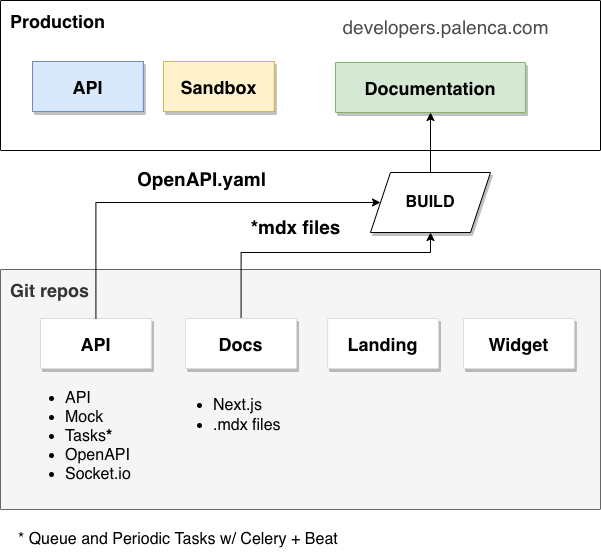 Production
developers.palenca.com
API
Sandbox
Documentation
OpenAPI.yaml
BUILD
*mdx files
Git repos
API
Docs
Landing
Widget
• API
• Mock
• Tasks*
• OpenAPI
• Socket.io
• Next.js
• .mdx files
* Queue and Periodic Tasks w/ Celery + Beat